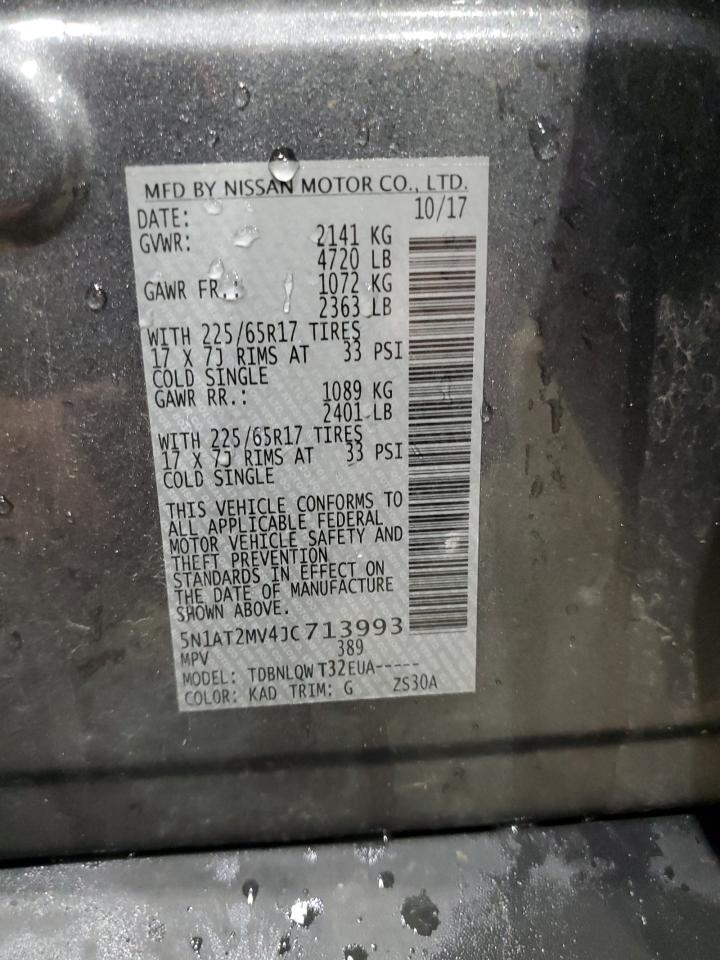 MFD BY NISSAN MOTOR CO., LTD.
DATE: 10/17
GVWR: 2141 KG
4720 LB
GAWR FR.: 1072 KG
2363 LB
WITH 225/65R17 TIRES
17 X 7J RIMS AT 33 PSI
COLD SINGLE
GAWR RR.: 1089 KG
2401 LB
WITH 225/65R17 TIRES
17 X 7J RIMS AT 33 PSI
COLD SINGLE
THIS VEHICLE CONFORMS TO
ALL APPLICABLE FEDERAL
MOTOR VEHICLE SAFETY AND
THEFT PREVENTION
STANDARDS IN EFFECT ON
THE DATE OF MANUFACTURE
SHOWN ABOVE.
5N1AT2MV4JC713993
MPV 389
MODEL: TDBNLQWT32EUA-----
COLOR: KAD TRIM: G ZS30A